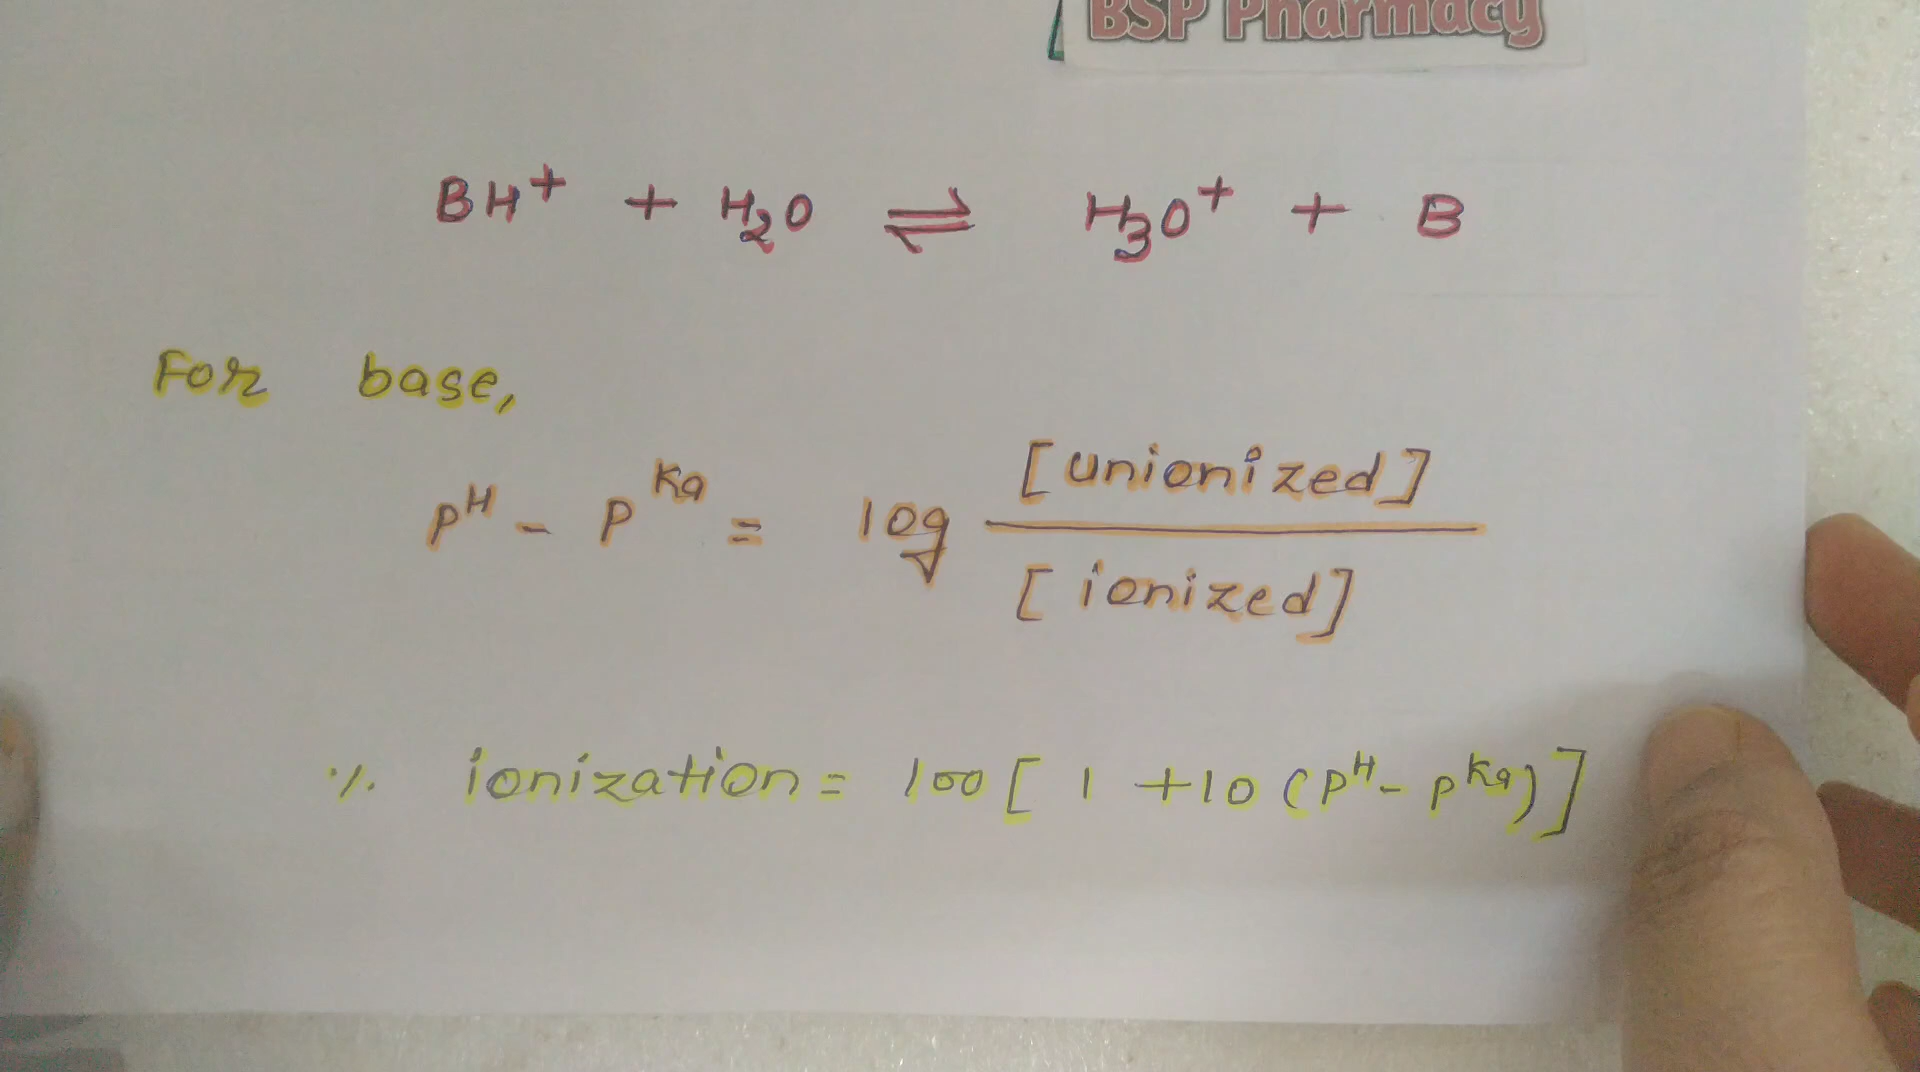 BSP Pharmacy
BH⁺ + H₂O ⇌ H₃O⁺ + B
For base,
pᴴ - pᴷᵃ = log [unionized] / [ionized]
% ionization = 100 [ 1 + 10 (pᴴ - pᴷᵃ) ]